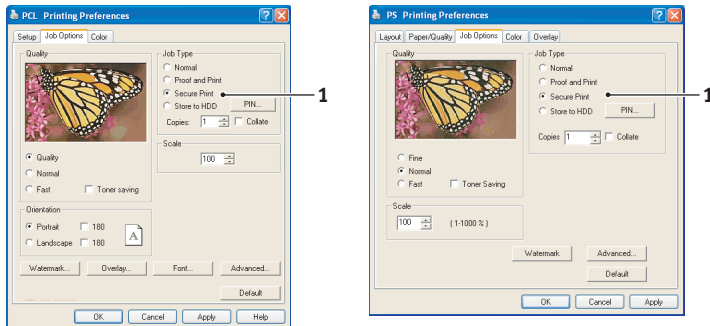 PCL Printing Preferences
Setup Job Options Color
Quality
Job Type
Normal
Proof and Print
Secure Print
1
Store to HDD PIN...
Copies: 1 Collate
Scale
100
Quality
Normal
Fast Toner saving
Orientation
Portrait 180
Landscape 180
A
Watermark... Overlay... Font... Advanced...
Default
OK Cancel Apply Help
PS Printing Preferences
Layout Paper/Quality Job Options Color Overlay
Quality
Job Type
Normal
Proof and Print
Secure Print
1
Store to HDD PIN...
Copies 1 Collate
Fine
Normal
Fast Toner Saving
Scale
100 (1-1000 %)
Watermark Advanced...
Default
OK Cancel Apply